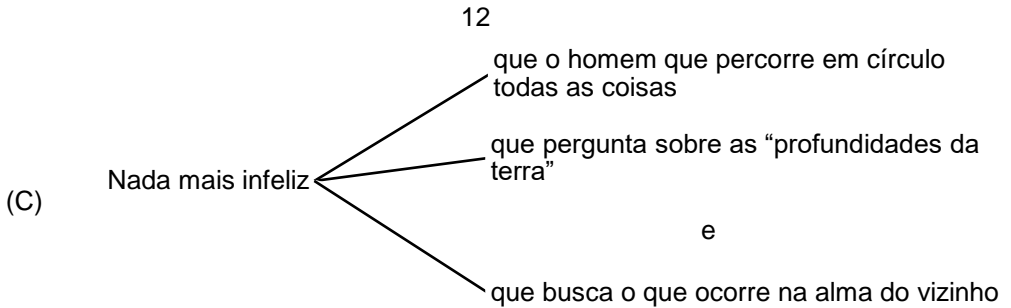 12
que o homem que percorre em círculo
todas as coisas
que pergunta sobre as “profundidades da
terra”
Nada mais infeliz
(C)
e
que busca o que ocorre na alma do vizinho